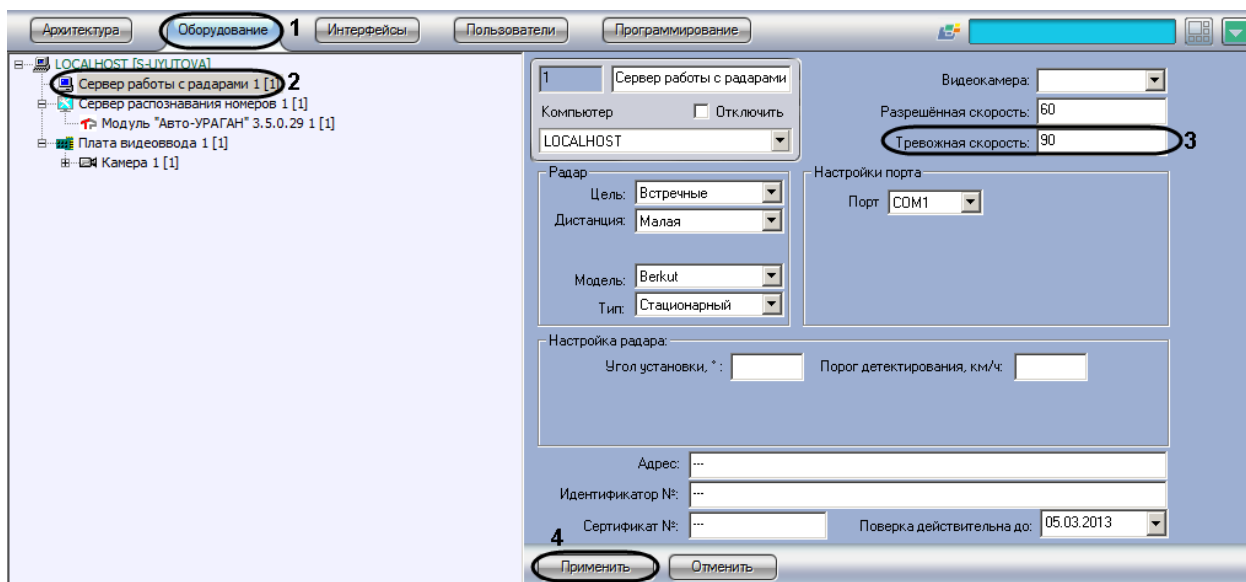 Архитектура Оборудование 1 Интерфейсы Пользователи Программирование
LOCALHOST [S-UYUTOVA]
Сервер работы с радарами 1 [1] 2
Сервер распознавания номеров 1 [1]
Модуль "Авто-УРАГАН" 3.5.0.29 1 [1]
Плата видеоввода 1 [1]
Камера 1 [1]
1 Сервер работы с радарами
Компьютер Отключить
LOCALHOST
Видеокамера:
Разрешённая скорость: 60
Тревожная скорость: 90 3
Радар
Цель: Встречные
Дистанция: Малая
Модель: Berkut
Тип: Стационарный
Настройки порта
Порт COM1
Настройка радара:
Угол установки, ° : Порог детектирования, км/ч:
Адрес: ---
Идентификатор №: ---
Сертификат №: --- Поверка действительна до: 05.03.2013
4
Применить Отменить